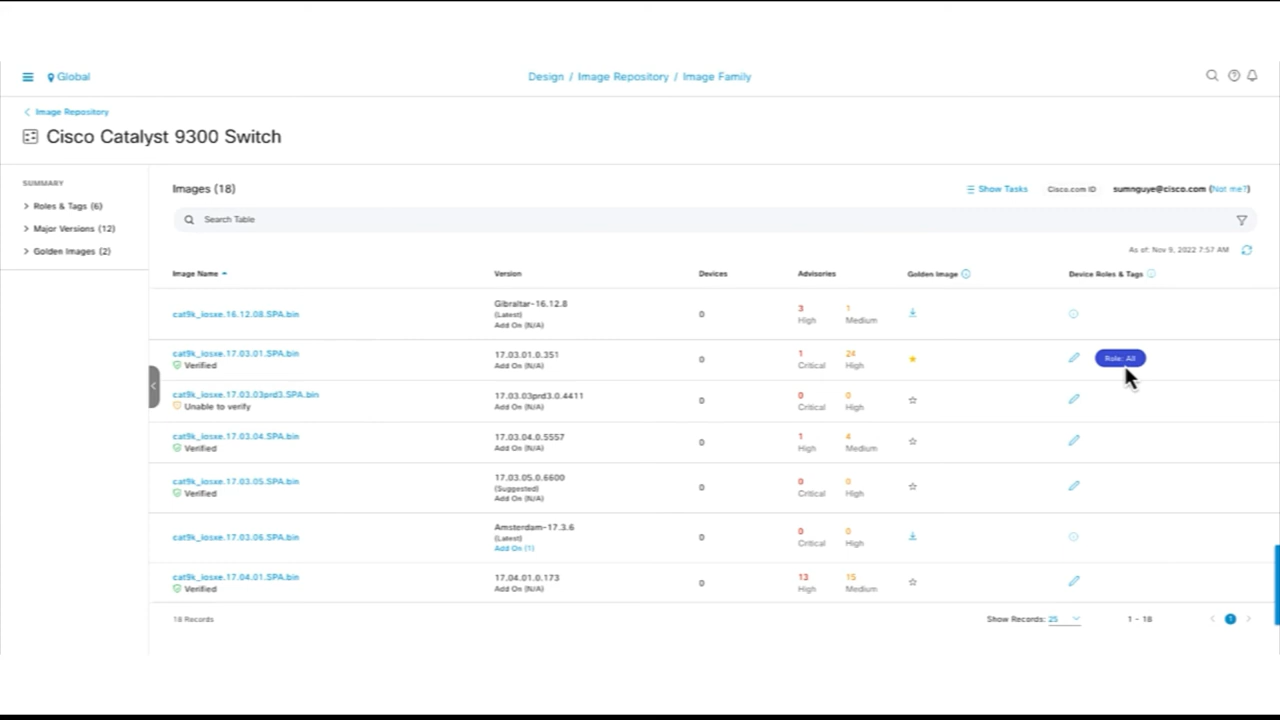 Global
Design / Image Repository / Image Family
Image Repository
Cisco Catalyst 9300 Switch
SUMMARY
Roles & Tags (6)
Major Versions (12)
Golden Images (2)
Images (18)
Show Tasks Cisco.com ID sumnguye@cisco.com (Not me?)
Search Table
As of: Nov 9, 2022 7:57 AM
Image Name Version Devices Advisories Golden Image Device Roles & Tags
cat9k_iosxe.16.12.08.SPA.bin
Gibraltar-16.12.8
(Latest)
Add On (N/A)
0
3 1
High Medium
cat9k_iosxe.17.03.01.SPA.bin
Verified
17.03.01.0.351
Add On (N/A)
0
1 24
Critical High
Role: All
cat9k_iosxe.17.03.03prd3.SPA.bin
Unable to verify
17.03.03prd3.0.4411
Add On (N/A)
0
0 0
Critical High
cat9k_iosxe.17.03.04.SPA.bin
Verified
17.03.04.0.5557
Add On (N/A)
0
1 4
High Medium
cat9k_iosxe.17.03.05.SPA.bin
Verified
17.03.05.0.6600
(Suggested)
Add On (N/A)
0
0 0
Critical High
cat9k_iosxe.17.03.06.SPA.bin
Amsterdam-17.3.6
(Latest)
Add On (1)
0
0 0
Critical High
cat9k_iosxe.17.04.01.SPA.bin
Verified
17.04.01.0.173
Add On (N/A)
0
13 15
High Medium
18 Records
Show Records: 25 1 - 18 1